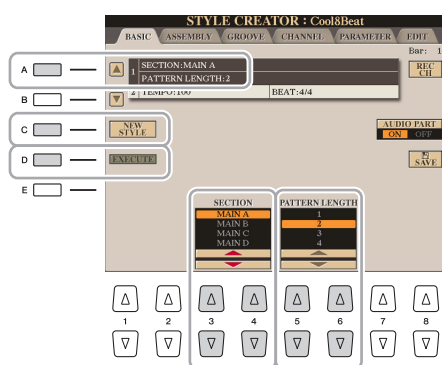 STYLE CREATOR : Cool8Beat
BASIC ASSEMBLY GROOVE CHANNEL PARAMETER EDIT
Bar: 1
A
1 SECTION:MAIN A
PATTERN LENGTH:2
REC
CH
B
2 TEMPO:100 BEAT:4/4
C
NEW
STYLE
AUDIO PART
ON OFF
D
EXECUTE
SAVE
E
SECTION
MAIN A
MAIN B
MAIN C
MAIN D
PATTERN LENGTH
1
2
3
4
1 2 3 4 5 6 7 8